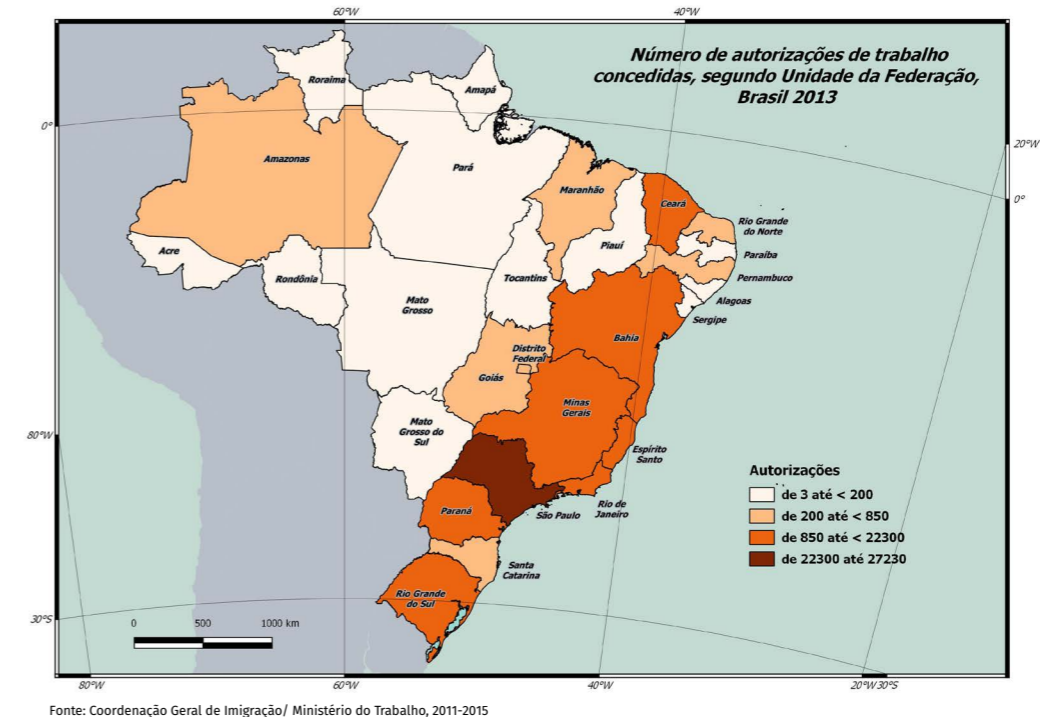 60°W
40°W
Número de autorizações de trabalho
concedidas, segundo Unidade da Federação,
Brasil 2013
Roraima
Amapá
0°
20°W
Amazonas
Pará
Maranhão
Ceará
0°
Rio Grande
do Norte
Acre
Piauí
Paraíba
Rondônia
Tocantins
Pernambuco
Mato
Grosso
Alagoas
Sergipe
Bahia
Distrito
Federal
Goiás
Minas
Gerais
Mato
Grosso do
Sul
80°W
Espírito
Santo
Autorizações
de 3 até < 200
de 200 até < 850
de 850 até < 22300
de 22300 até 27230
Rio de
Janeiro
São Paulo
Paraná
Santa
Catarina
Rio Grande
do Sul
0 500 1000 km
30°S
80°W
60°W
40°W
20°W
30°S
Fonte: Coordenação Geral de Imigração/ Ministério do Trabalho, 2011-2015